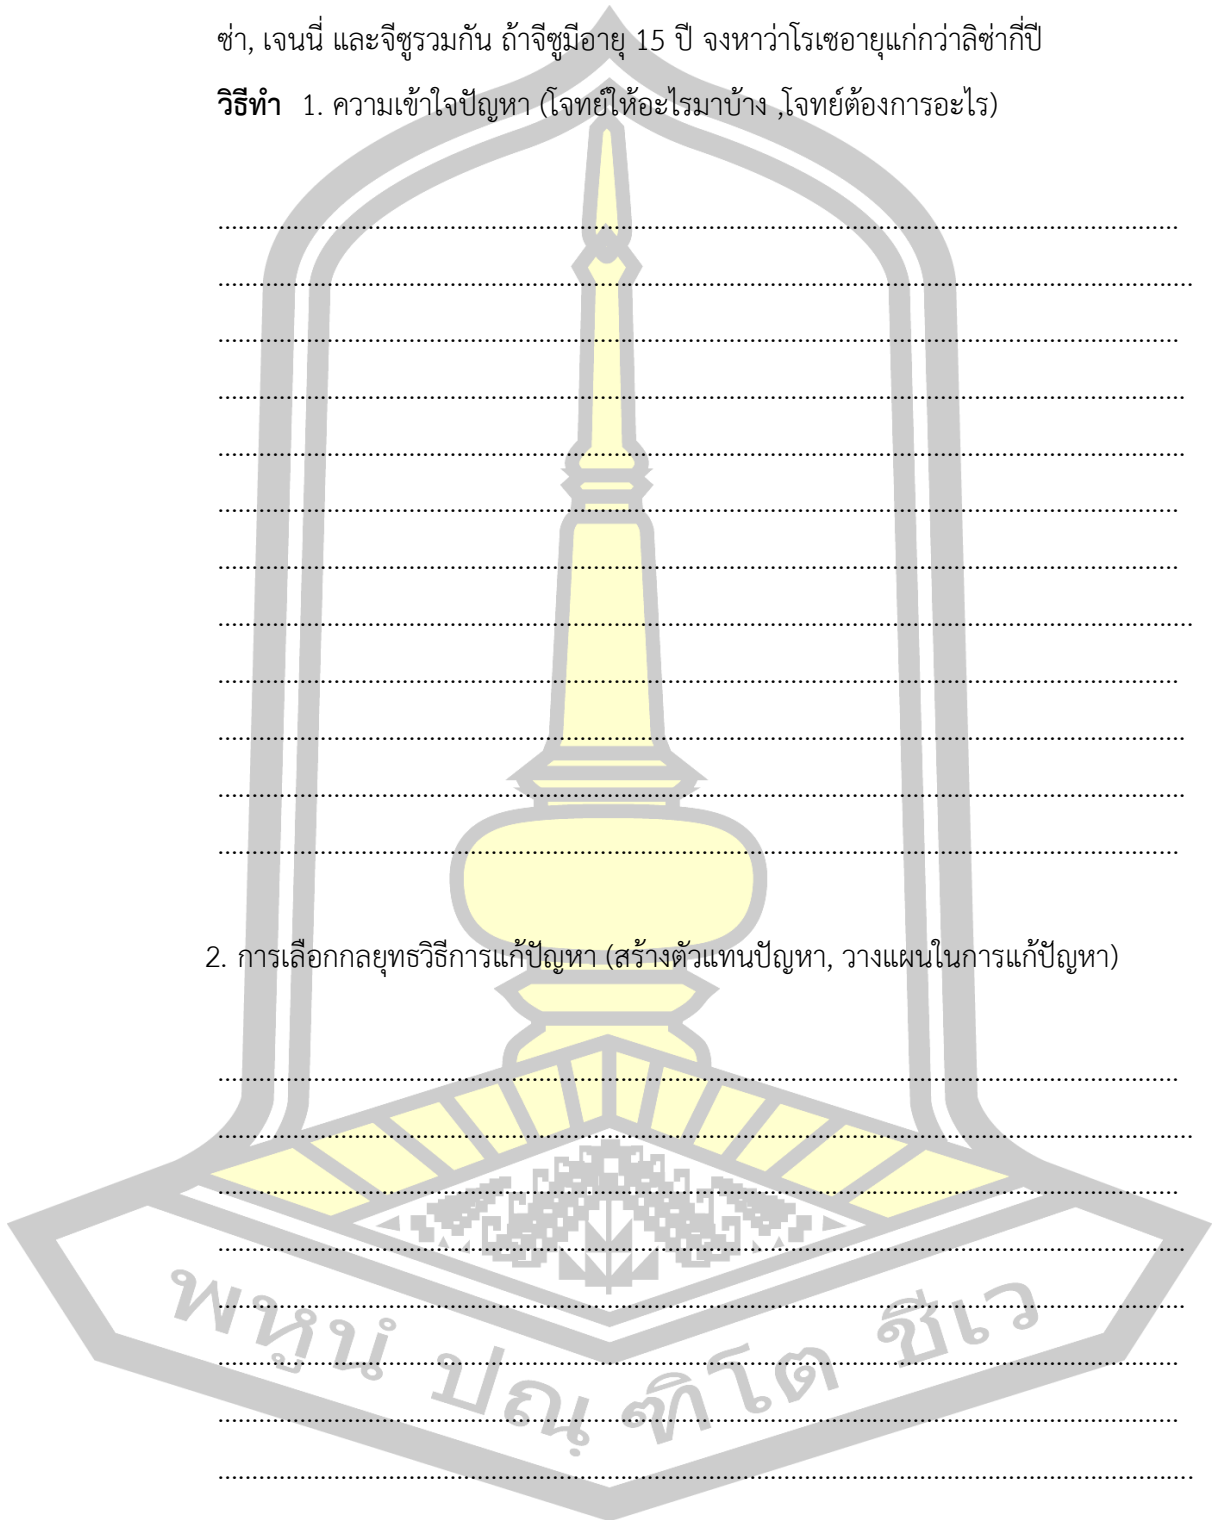 ซ่า, เจนนี่ และจีซูรวมกัน ถ้าจีซูมีอายุ 15 ปี จงหาว่าโรเซอายุแก่กว่าลิซ่ากี่ปี
วิธีทำ 1. ความเข้าใจปัญหา (โจทย์ให้อะไรมาบ้าง ,โจทย์ต้องการอะไร)
2. การเลือกกลยุทธวิธีการแก้ปัญหา (สร้างตัวแทนปัญหา, วางแผนในการแก้ปัญหา)
พหูนํ ปณฺฑิโต ชีเว